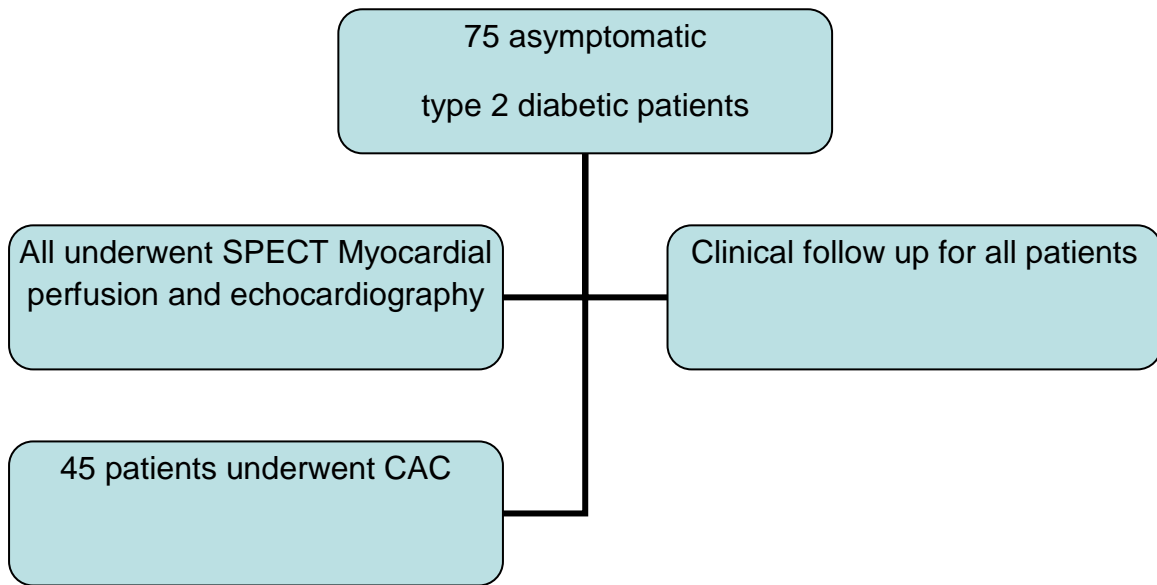 75 asymptomatic
type 2 diabetic patients
All underwent SPECT Myocardial
perfusion and echocardiography
Clinical follow up for all patients
45 patients underwent CAC